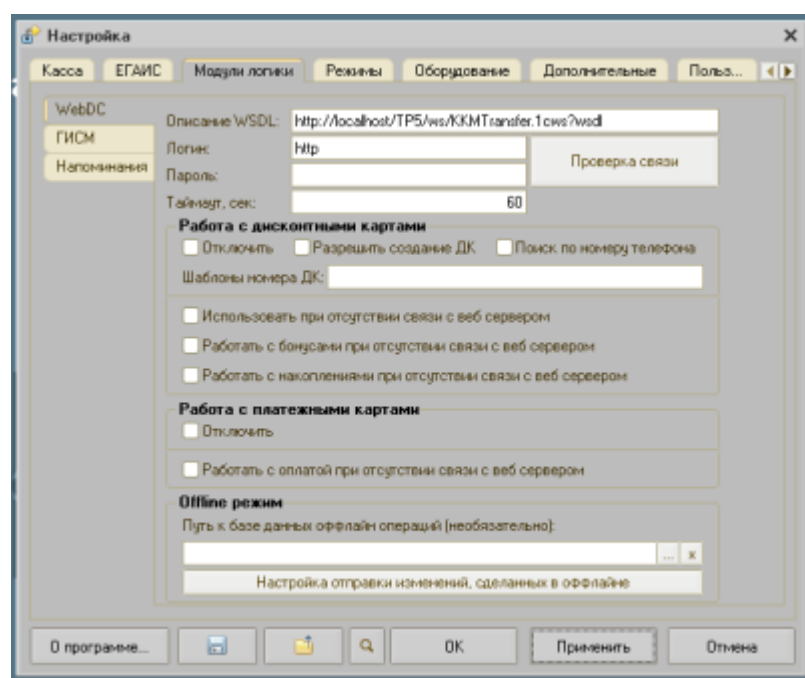 Настройка
Касса ЕГАИС Модули логики Режимы Оборудование Дополнительные Польз...
WebDC
ГИСМ
Напоминания
Описание WSDL: http://localhost/TP5/ws/KKMTransfer.1cws?wsdl
Логин: http
Проверка связи
Пароль:
Таймаут, сек: 60
Работа с дисконтными картами
Отключить Разрешить создание ДК Поиск по номеру телефона
Шаблоны номера ДК:
Использовать при отсутствии связи с веб сервером
Работать с бонусами при отсутствии связи с веб сервером
Работать с накоплениями при отсутствии связи с веб сервером
Работа с платежными картами
Отключить
Работать с оплатой при отсутствии связи с веб сервером
Offline режим
Путь к базе данных оффлайн операций (необязательно):
... x
Настройка отправки изменений, сделанных в оффлайне
О программе... OK Применить Отмена